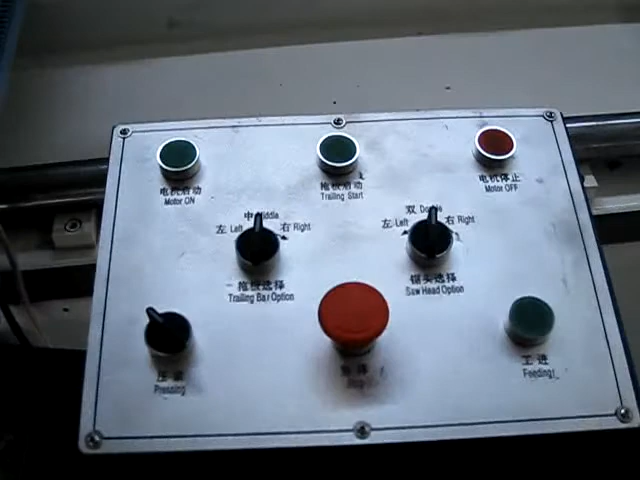 电机启动
Motor ON
拖板启动
Trailing Start
电机停止
Motor OFF
中 Middle
左 Left
右 Right
拖板选择
Trailing Bar Option
双 Double
左 Left
右 Right
锯头选择
Saw Head Option
压紧
Pressing
急停
Stop
工进
Feeding